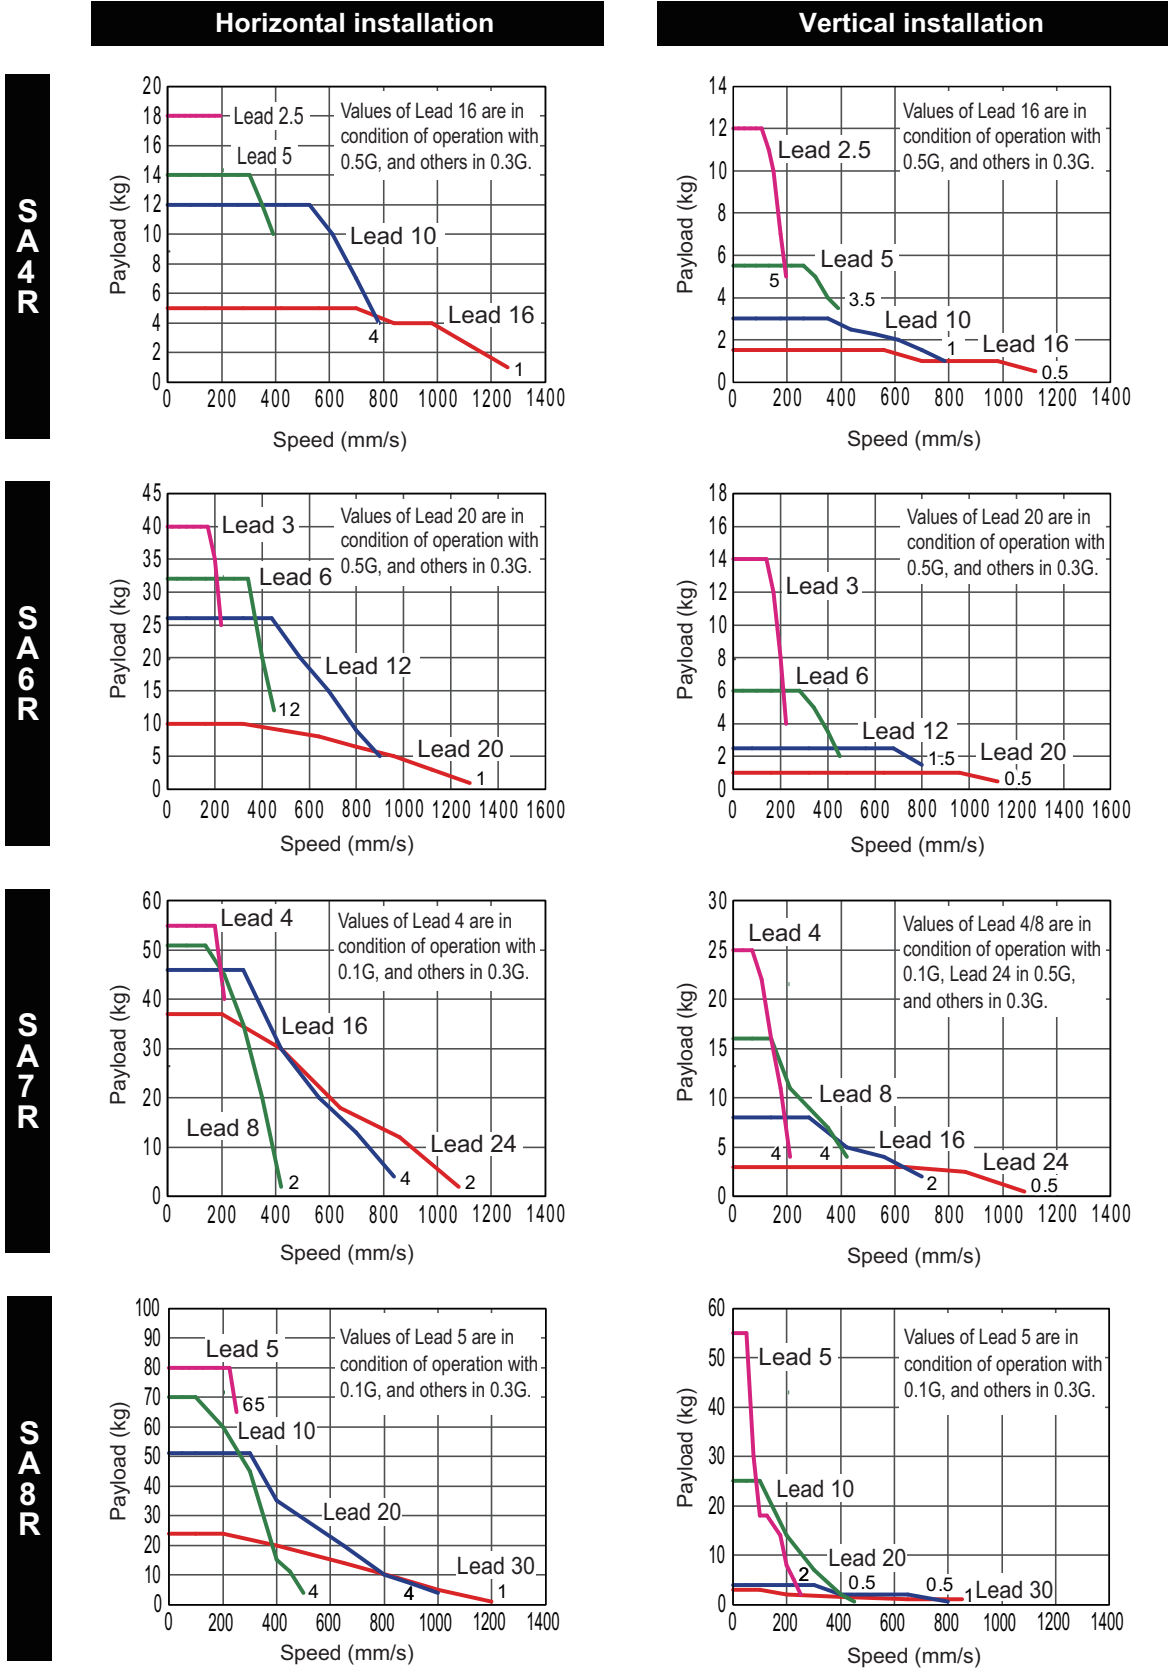 Horizontal installation
Vertical installation
SA4R
20
18
16
14
12
10
8
6
4
2
0
Payload (kg)
Lead 2.5
Lead 5
Lead 10
Lead 16
4
1
Values of Lead 16 are in
condition of operation with
0.5G, and others in 0.3G.
0 200 400 600 800 1000 1200 1400
Speed (mm/s)
14
12
10
8
6
4
2
0
Payload (kg)
Lead 2.5
Lead 5
Lead 10
Lead 16
5
3.5
1
0.5
Values of Lead 16 are in
condition of operation with
0.5G, and others in 0.3G.
0 200 400 600 800 1000 1200 1400
Speed (mm/s)
SA6R
45
40
35
30
25
20
15
10
5
0
Payload (kg)
Lead 3
Lead 6
Lead 12
Lead 20
12
1
Values of Lead 20 are in
condition of operation with
0.5G, and others in 0.3G.
0 200 400 600 800 1000 1200 1400 1600
Speed (mm/s)
18
16
14
12
10
8
6
4
2
0
Payload (kg)
Lead 3
Lead 6
Lead 12
Lead 20
1.5
0.5
Values of Lead 20 are in
condition of operation with
0.5G, and others in 0.3G.
0 200 400 600 800 1000 1200 1400 1600
Speed (mm/s)
SA7R
60
50
40
30
20
10
0
Payload (kg)
Lead 4
Lead 16
Lead 8
Lead 24
2
4
2
Values of Lead 4 are in
condition of operation with
0.1G, and others in 0.3G.
0 200 400 600 800 1000 1200 1400
Speed (mm/s)
30
25
20
15
10
5
0
Payload (kg)
Lead 4
Lead 8
Lead 16
Lead 24
4
4
2
0.5
Values of Lead 4/8 are in
condition of operation with
0.1G, Lead 24 in 0.5G,
and others in 0.3G.
0 200 400 600 800 1000 1200 1400
Speed (mm/s)
SA8R
100
90
80
70
60
50
40
30
20
10
0
Payload (kg)
Lead 5
65
Lead 10
Lead 20
Lead 30
4
4
1
Values of Lead 5 are in
condition of operation with
0.1G, and others in 0.3G.
0 200 400 600 800 1000 1200 1400
Speed (mm/s)
60
50
40
30
20
10
0
Payload (kg)
Lead 5
Lead 10
Lead 20
Lead 30
2
0.5
0.5
1
Values of Lead 5 are in
condition of operation with
0.1G, and others in 0.3G.
0 200 400 600 800 1000 1200 1400
Speed (mm/s)